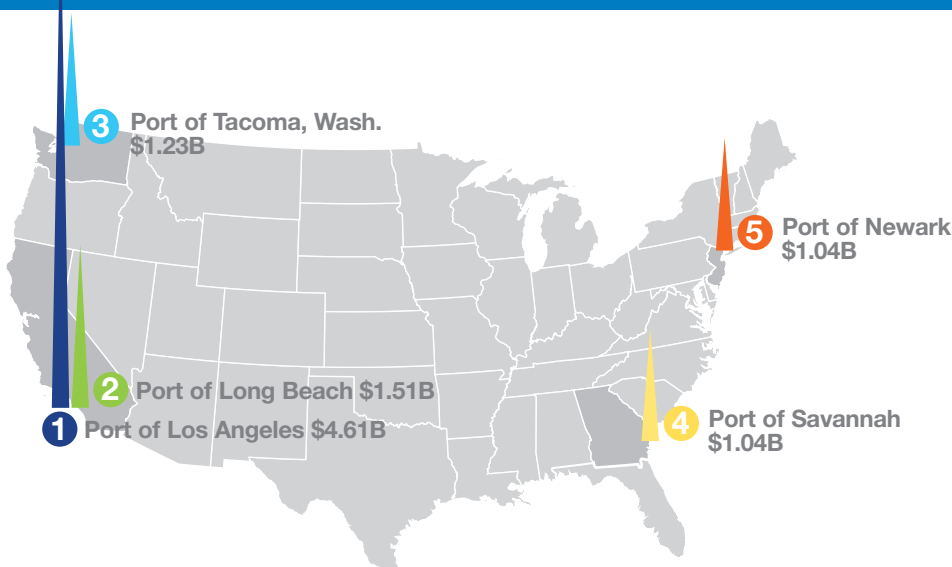 3 Port of Tacoma, Wash.
$1.23B
5 Port of Newark
$1.04B
2 Port of Long Beach $1.51B
1 Port of Los Angeles $4.61B
4 Port of Savannah
$1.04B